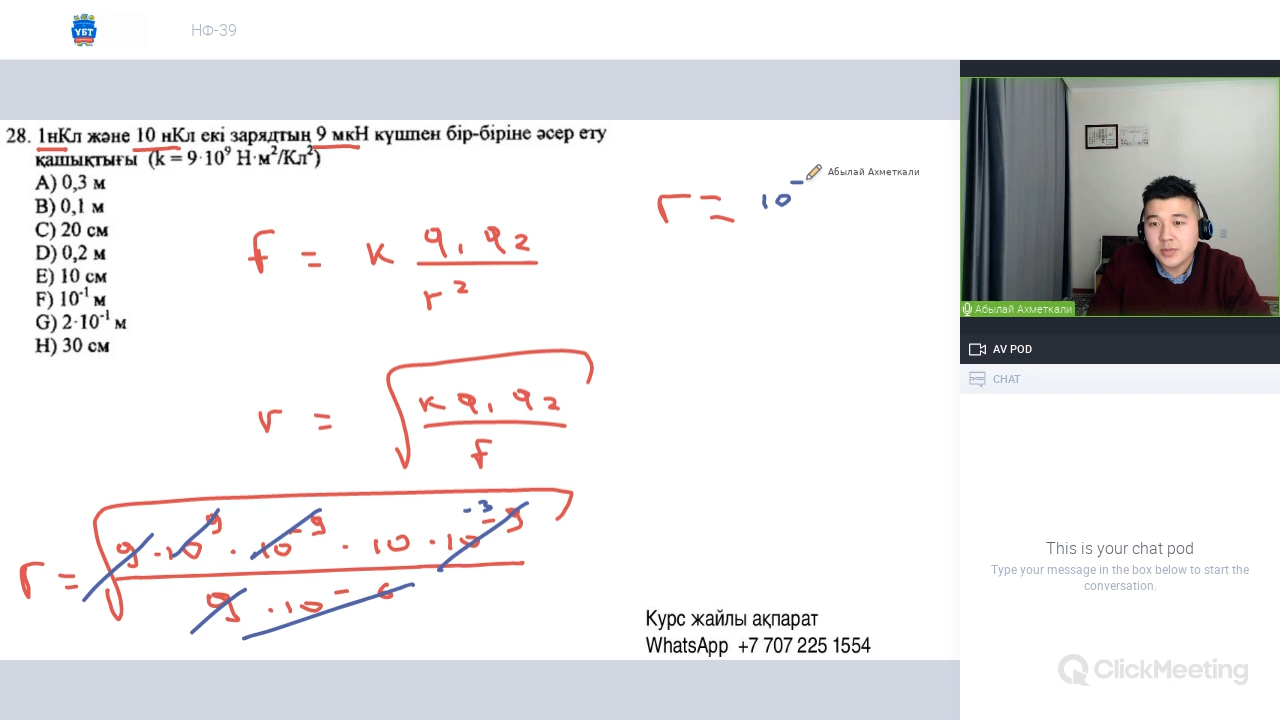 ҰБТ
НФ-39
28. 1нКл және 10 нКл екі зарядтың 9 мкН күшпен бір-біріне әсер ету
қашықтығы (k = 9·10⁹ Н·м²/Кл²)
A) 0,3 м
B) 0,1 м
C) 20 см
D) 0,2 м
E) 10 см
F) 10⁻¹ м
G) 2·10⁻¹ м
H) 30 см
F = к q₁ q₂ / r²
r = √(к q₁ q₂ / F)
r = √(9 · 10⁹ · 10⁻⁹ · 10 · 10⁻⁹ / 9 · 10⁻⁶)
-3
r = 10⁻
Абылай Ахметкали
Курс жайлы ақпарат
WhatsApp +7 707 225 1554
Абылай Ахметкали
AV POD
CHAT
This is your chat pod
Type your message in the box below to start the
conversation.
ClickMeeting